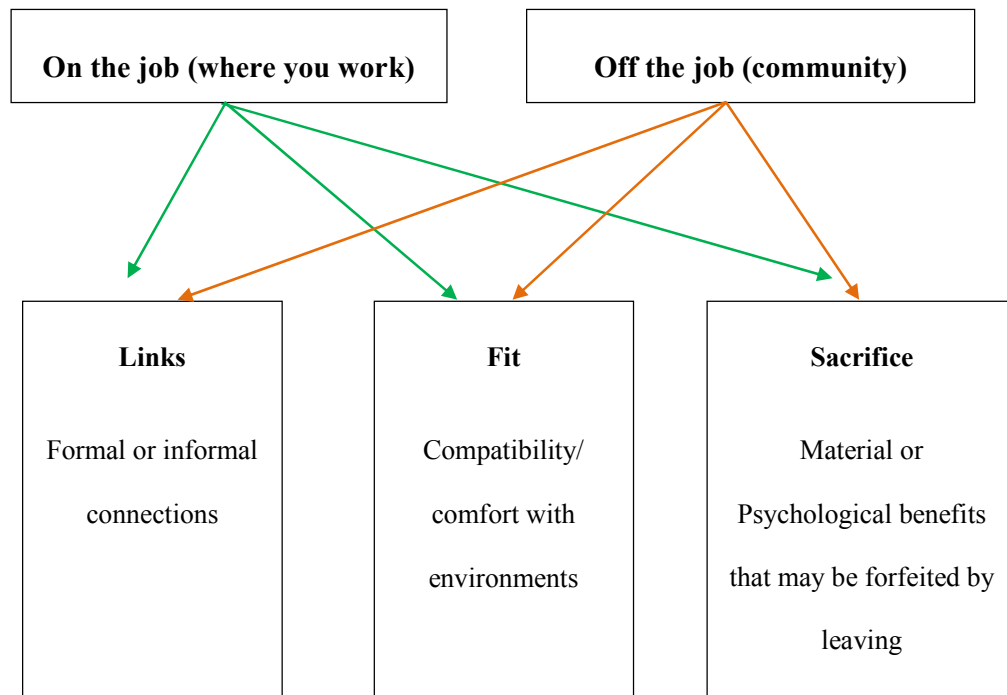 On the job (where you work)
Off the job (community)
Links
Formal or informal
connections
Fit
Compatibility/
comfort with
environments
Sacrifice
Material or
Psychological benefits
that may be forfeited by
leaving